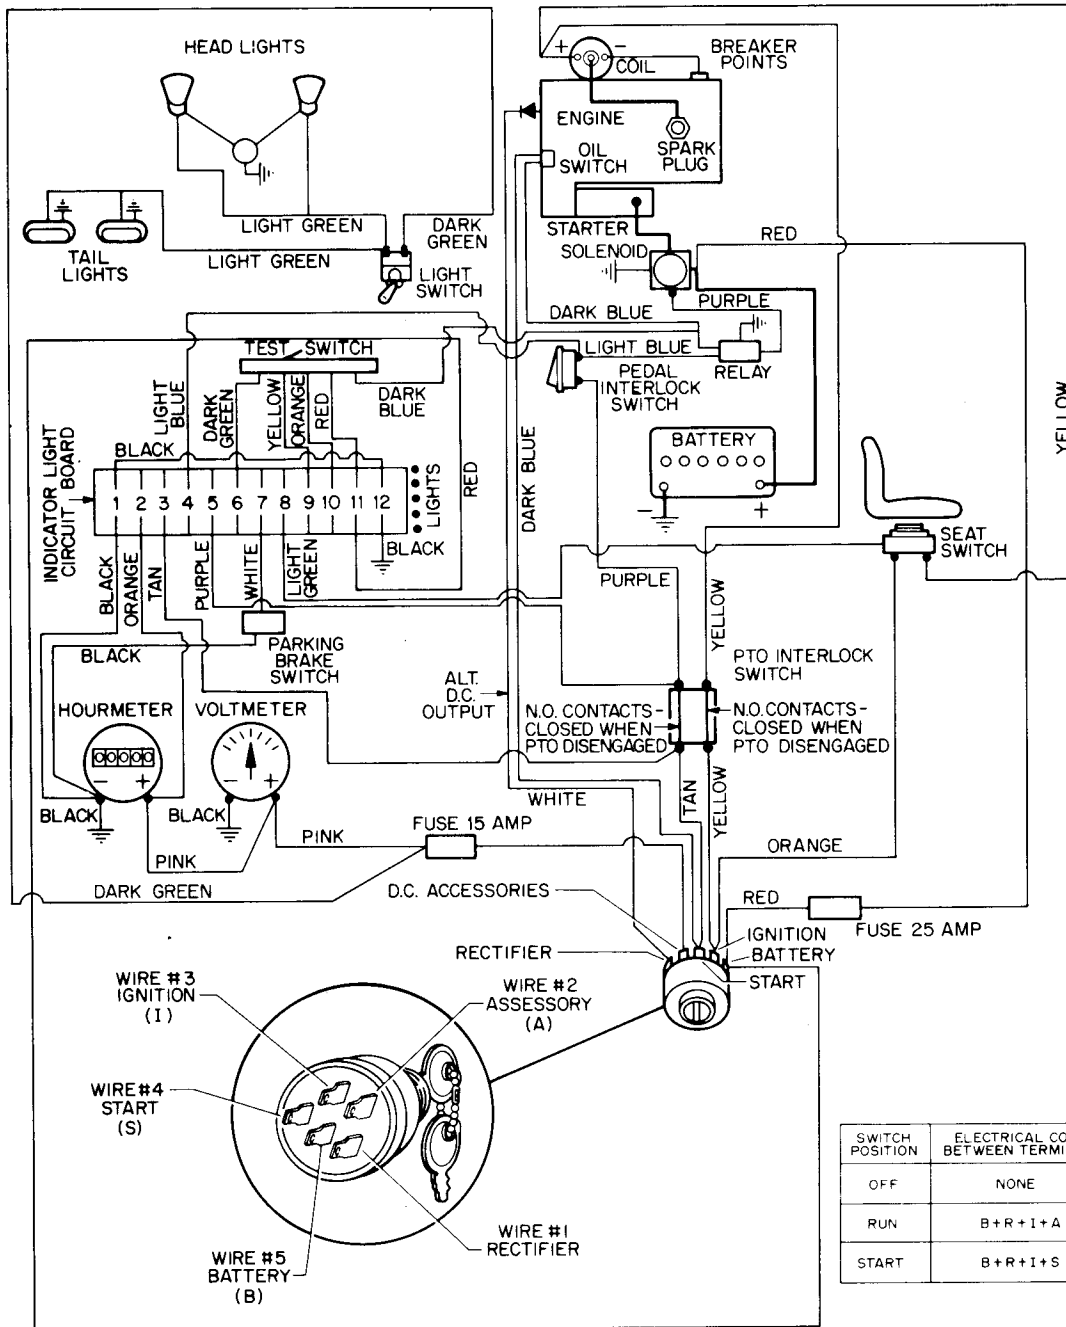 HEAD LIGHTS
LIGHT GREEN
DARK
GREEN
TAIL
LIGHTS
LIGHT GREEN
LIGHT
SWITCH
+
-
COIL
BREAKER
POINTS
ENGINE
OIL
SWITCH
SPARK
PLUG
STARTER
SOLENOID
RED
PURPLE
DARK BLUE
LIGHT BLUE
RELAY
PEDAL
INTERLOCK
SWITCH
TEST SWITCH
LIGHT
BLUE
DARK
GREEN
YELLOW
ORANGE
RED
DARK
BLUE
BLACK
RED
DARK BLUE
YELLOW
BATTERY
-
+
INDICATOR LIGHT
CIRCUIT BOARD
1 2 3 4 5 6 7 8 9 10 11 12
LIGHTS
BLACK
SEAT
SWITCH
BLACK
ORANGE
TAN
PURPLE
WHITE
LIGHT
GREEN
PURPLE
YELLOW
BLACK
PARKING
BRAKE
SWITCH
PTO INTERLOCK
SWITCH
ALT.
D.C.
OUTPUT
N.O. CONTACTS-
CLOSED WHEN
PTO DISENGAGED
N.O. CONTACTS-
CLOSED WHEN
PTO DISENGAGED
HOURMETER
VOLTMETER
00000
-
+
-
+
BLACK
BLACK
WHITE
TAN
YELLOW
PINK
FUSE 15 AMP
ORANGE
PINK
DARK GREEN
D.C. ACCESSORIES
RED
FUSE 25 AMP
RECTIFIER
IGNITION
BATTERY
START
WIRE #3
IGNITION
(I)
WIRE #2
ASSESSORY
(A)
WIRE #4
START
(S)
WIRE #1
RECTIFIER
WIRE #5
BATTERY
(B)
SWITCH
POSITION
ELECTRICAL CO
BETWEEN TERMI
OFF
NONE
RUN
B+R+I+A
START
B+R+I+S